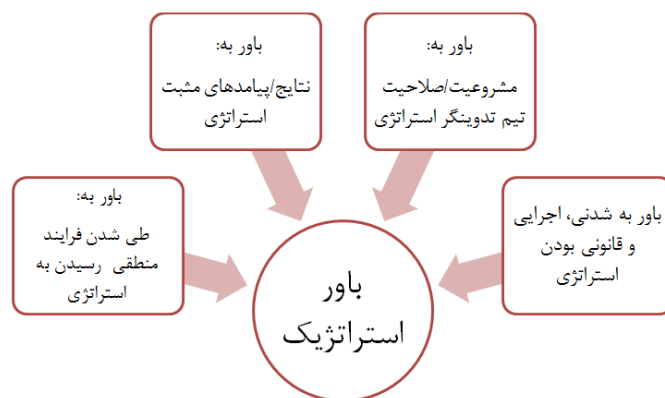 باور به:
مشروعیت/صلاحیت
تیم تدوینگر استراتژی
باور به:
نتایج/پیامدهای مثبت
استراتژی
باور به شدنی، اجرایی
و قانونی بودن
استراتژی
باور به:
طی شدن فرایند
منطقی رسیدن به
استراتژی
باور
استراتژیک